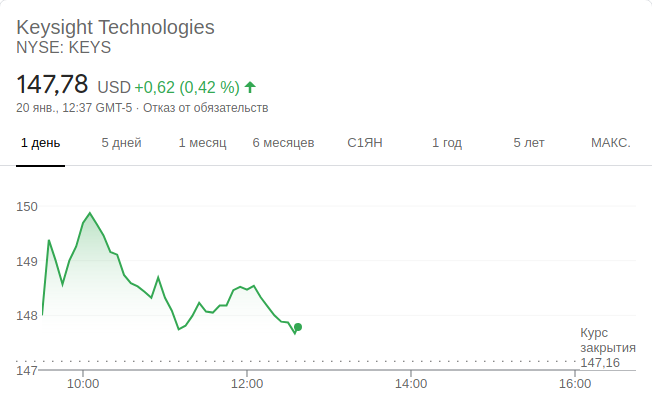 Keysight Technologies
NYSE: KEYS
147,78 USD +0,62 (0,42 %)
20 янв., 12:37 GMT-5 · Отказ от обязательств
1 день 5 дней 1 месяц 6 месяцев С1ЯН 1 год 5 лет МАКС.
150
149
148
147
Курс
закрытия
147,16
10:00 12:00 14:00 16:00